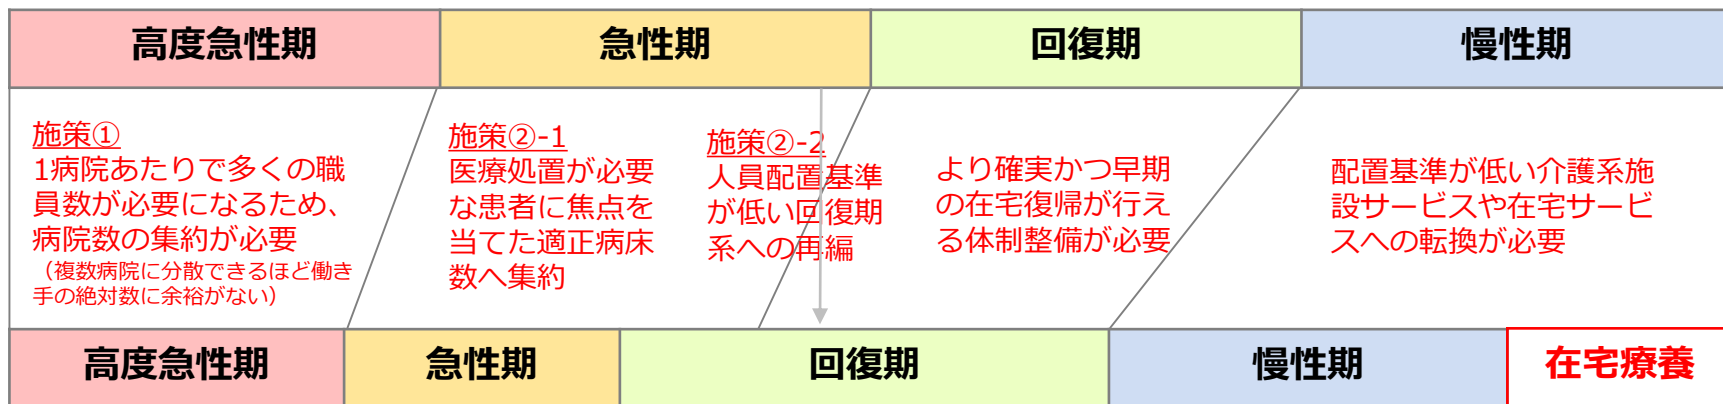 高度急性期
急性期
回復期
慢性期
施策①
1病院あたりで多くの職
員数が必要になるため、
病院数の集約が必要
（複数病院に分散できるほど働き
手の絶対数に余裕がない）
施策②-1
医療処置が必要
な患者に焦点を
当てた適正病床
数へ集約
施策②-2
人員配置基準
が低い回復期
系への再編
より確実かつ早期
の在宅復帰が行え
る体制整備が必要
配置基準が低い介護系施
設サービスや在宅サービ
スへの転換が必要
高度急性期
急性期
回復期
慢性期
在宅療養